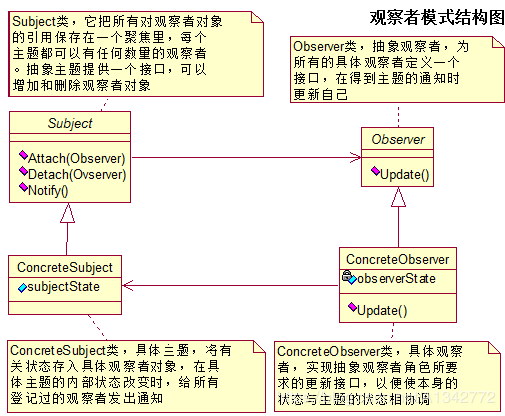 观察者模式结构图
Subject类，它把所有对观察者对象
的引用保存在一个聚焦里，每个
主题都可以有任何数量的观察者
。抽象主题提供一个接口，可以
增加和删除观察者对象
Observer类，抽象观察者，为
所有的具体观察者定义一个
接口，在得到主题的通知时
更新自己
Subject
Attach(Observer)
Detach(Ovserver)
Notify()
Observer
Update()
ConcreteSubject
subjectState
ConcreteObserver
observerState
Update()
ConcreteSubject类，具体主题，将有
关状态存入具体观察者对象，在具
体主题的内部状态改变时，给所有
登记过的观察者发出通知
ConcreteObserver类，具体观察
者，实现抽象观察者角色所要
求的更新接口，以便使本身的
状态与主题的状态相协调